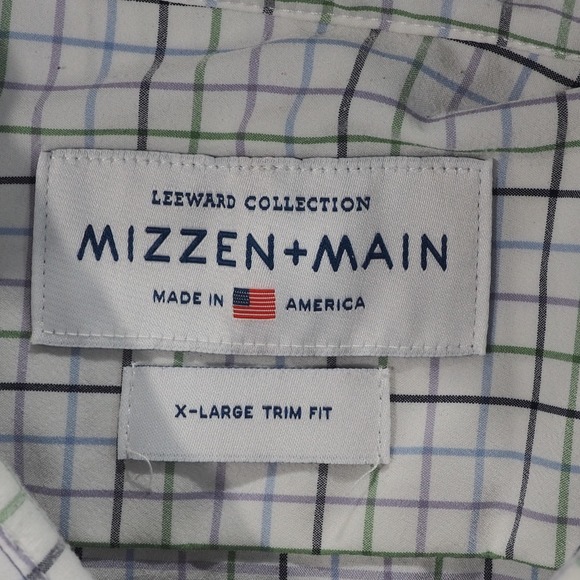 LEEWARD COLLECTION
MIZZEN+MAIN
MADE IN AMERICA
X-LARGE TRIM FIT